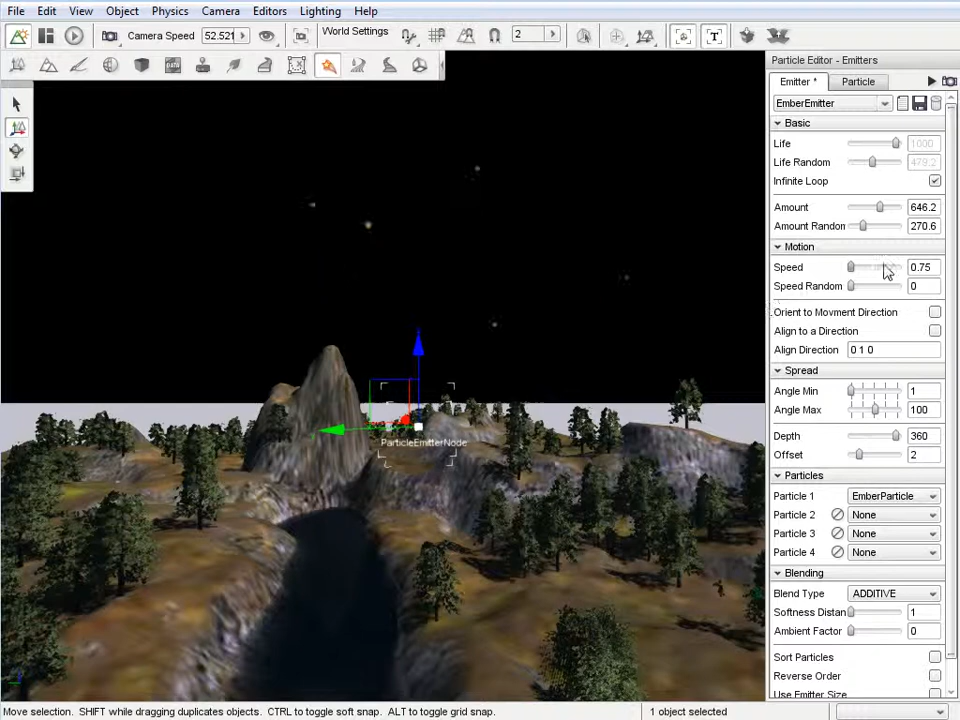 File Edit View Object Physics Camera Editors Lighting Help
Camera Speed 52.521 World Settings 2 T
Particle Editor - Emitters
Emitter * Particle
EmberEmitter
Basic
Life 1000
Life Random 479.2
Infinite Loop
Amount 646.2
Amount Random 270.6
Motion
Speed 0.75
Speed Random 0
Orient to Movment Direction
Align to a Direction
Align Direction 0 1 0
Spread
Angle Min 1
Angle Max 100
Depth 360
Offset 2
Particles
Particle 1 EmberParticle
Particle 2 None
Particle 3 None
Particle 4 None
Blending
Blend Type ADDITIVE
Softness Distan 1
Ambient Factor 0
Sort Particles
Reverse Order
Use Emitter Size
ParticleEmitterNode
Move selection. SHIFT while dragging duplicates objects. CTRL to toggle soft snap. ALT to toggle grid snap. 1 object selected